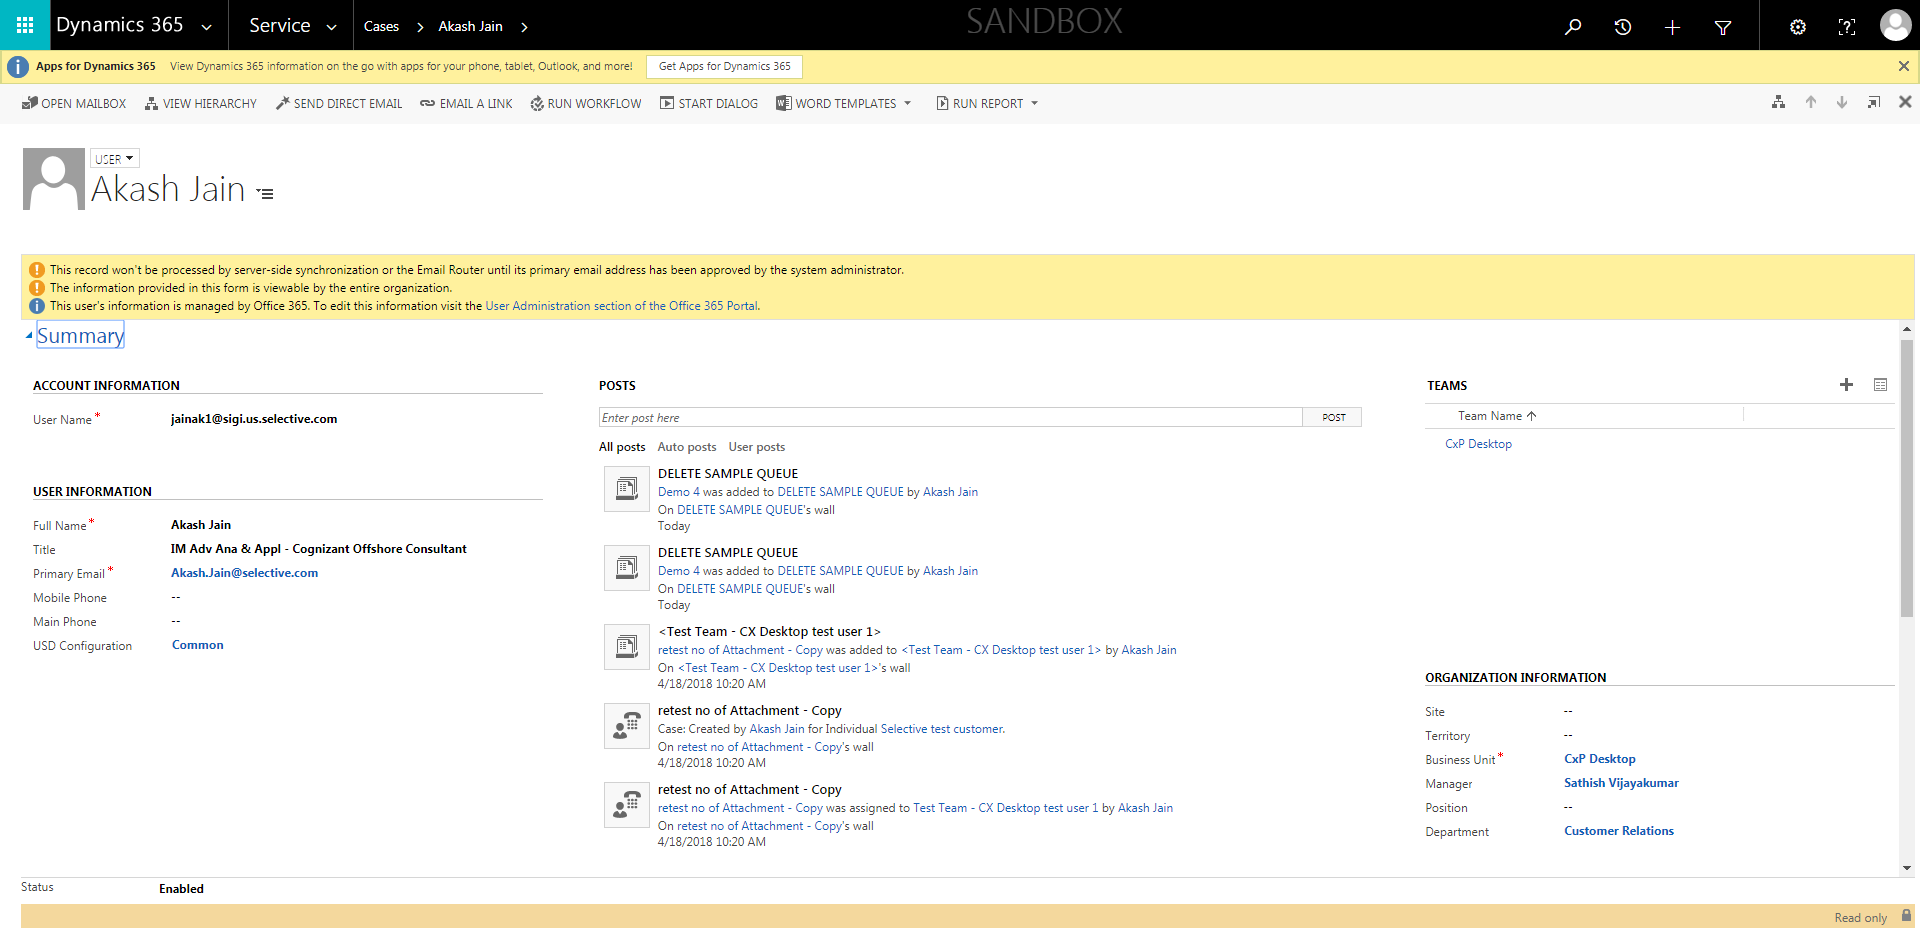 Dynamics 365
Service
Cases
Akash Jain
SANDBOX
Apps for Dynamics 365 View Dynamics 365 information on the go with apps for your phone, tablet, Outlook, and more! Get Apps for Dynamics 365
OPEN MAILBOX VIEW HIERARCHY SEND DIRECT EMAIL EMAIL A LINK RUN WORKFLOW START DIALOG WORD TEMPLATES RUN REPORT
USER
Akash Jain
This record won't be processed by server-side synchronization or the Email Router until its primary email address has been approved by the system administrator.
The information provided in this form is viewable by the entire organization.
This user's information is managed by Office 365. To edit this information visit the User Administration section of the Office 365 Portal.
Summary
ACCOUNT INFORMATION
User Name* jainak1@sigi.us.selective.com
USER INFORMATION
Full Name* Akash Jain
Title IM Adv Ana & Appl - Cognizant Offshore Consultant
Primary Email* Akash.Jain@selective.com
Mobile Phone --
Main Phone --
USD Configuration Common
POSTS
Enter post here POST
All posts Auto posts User posts
DELETE SAMPLE QUEUE
Demo 4 was added to DELETE SAMPLE QUEUE by Akash Jain
On DELETE SAMPLE QUEUE's wall
Today
DELETE SAMPLE QUEUE
Demo 4 was added to DELETE SAMPLE QUEUE by Akash Jain
On DELETE SAMPLE QUEUE's wall
Today
<Test Team - CX Desktop test user 1>
retest no of Attachment - Copy was added to <Test Team - CX Desktop test user 1> by Akash Jain
On <Test Team - CX Desktop test user 1>'s wall
4/18/2018 10:20 AM
retest no of Attachment - Copy
Case: Created by Akash Jain for Individual Selective test customer.
On retest no of Attachment - Copy's wall
4/18/2018 10:20 AM
retest no of Attachment - Copy
retest no of Attachment - Copy was assigned to Test Team - CX Desktop test user 1 by Akash Jain
On retest no of Attachment - Copy's wall
4/18/2018 10:20 AM
TEAMS
Team Name
CxP Desktop
ORGANIZATION INFORMATION
Site --
Territory --
Business Unit* CxP Desktop
Manager Sathish Vijayakumar
Position --
Department Customer Relations
Status Enabled
Read only